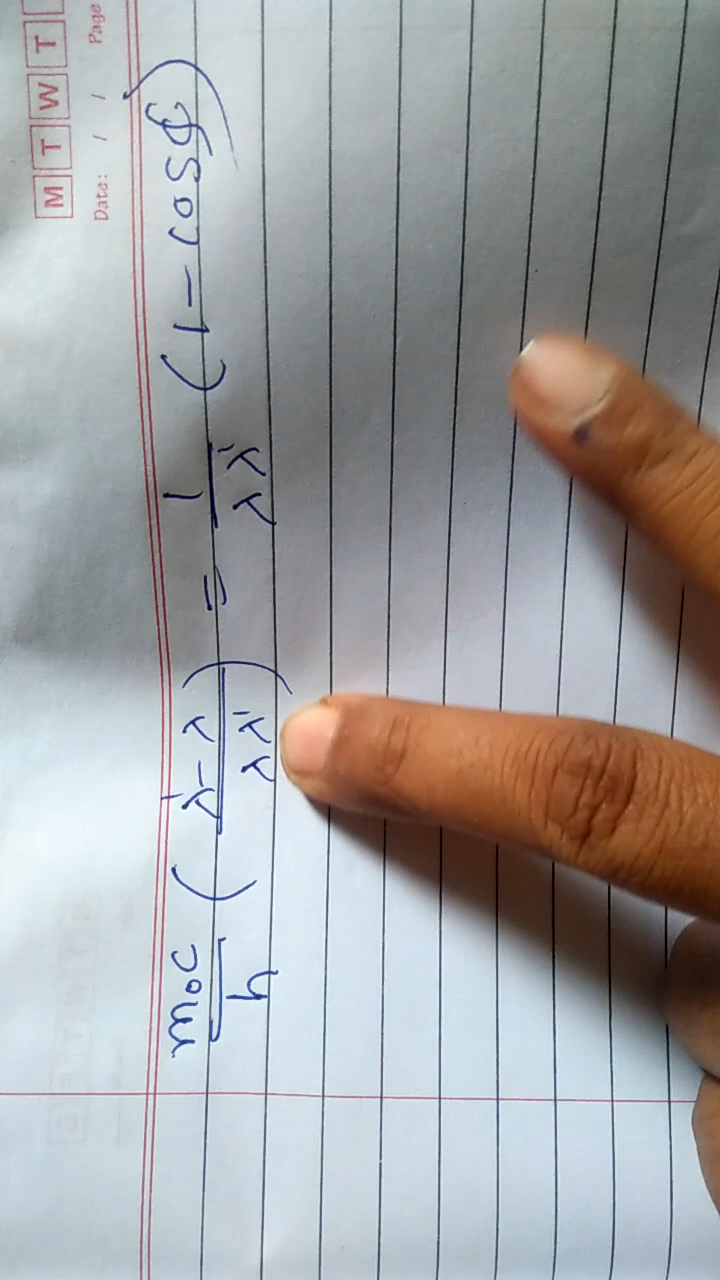 M T W T
Date: / / Page
m₀c/h ( λ' - λ / λλ' ) = 1/λλ' (1 - cosφ)